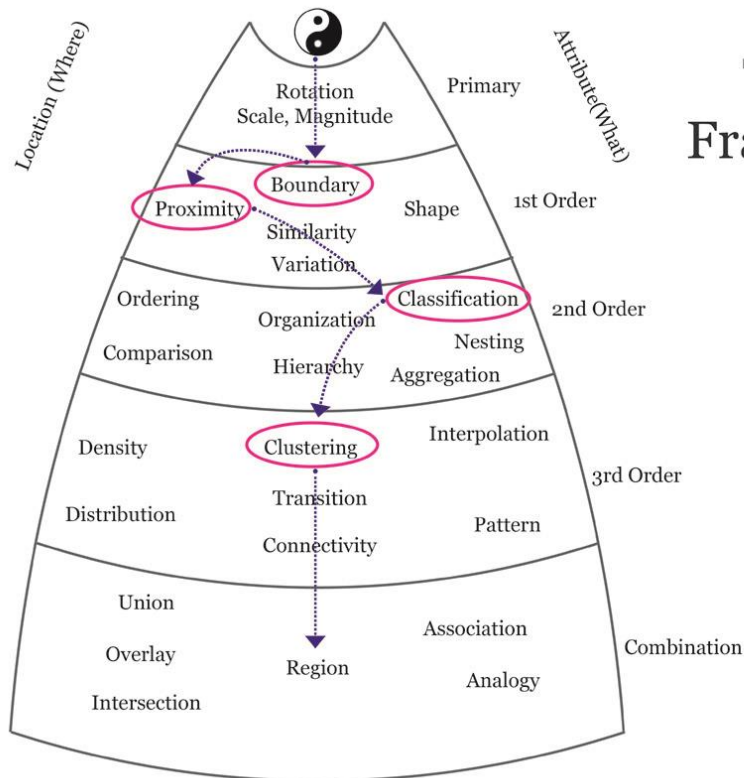 Location (Where)
Attribute(What)
Fra
Rotation
Scale, Magnitude
Primary
Boundary
Proximity
Shape
1st Order
Similarity
Variation
Ordering
Classification
Organization
2nd Order
Comparison
Nesting
Hierarchy
Aggregation
Density
Clustering
Interpolation
3rd Order
Distribution
Transition
Pattern
Connectivity
Union
Association
Overlay
Region
Combination
Analogy
Intersection